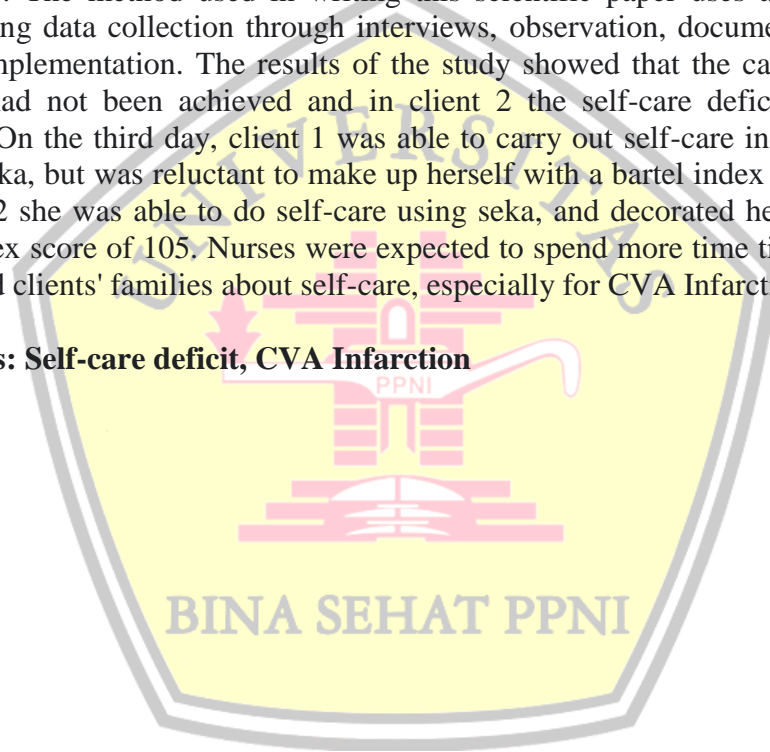 . The method used in writing this scientific paper uses d
ing data collection through interviews, observation, docume
mplementation. The results of the study showed that the ca
had not been achieved and in client 2 the self-care defic
On the third day, client 1 was able to carry out self-care in
ka, but was reluctant to make up herself with a bartel index
2 she was able to do self-care using seka, and decorated he
ex score of 105. Nurses were expected to spend more time ti
d clients' families about self-care, especially for CVA Infarcti
s: Self-care deficit, CVA Infarction
UNIVERSITAS
PPNI
BINA SEHAT PPNI